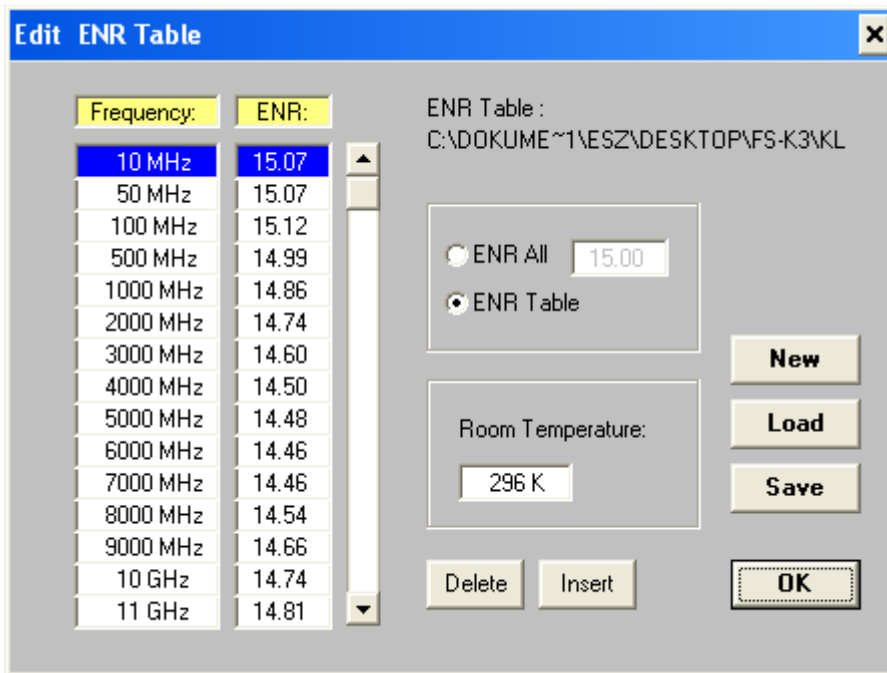 Edit ENR Table
Frequency: ENR:
10 MHz 15.07
50 MHz 15.07
100 MHz 15.12
500 MHz 14.99
1000 MHz 14.86
2000 MHz 14.74
3000 MHz 14.60
4000 MHz 14.50
5000 MHz 14.48
6000 MHz 14.46
7000 MHz 14.46
8000 MHz 14.54
9000 MHz 14.66
10 GHz 14.74
11 GHz 14.81
ENR Table :
C:\DOKUME~1\ESZ\DESKTOP\FS-K3\KL
ENR All 15.00
ENR Table
Room Temperature:
296 K
New
Load
Save
Delete Insert OK